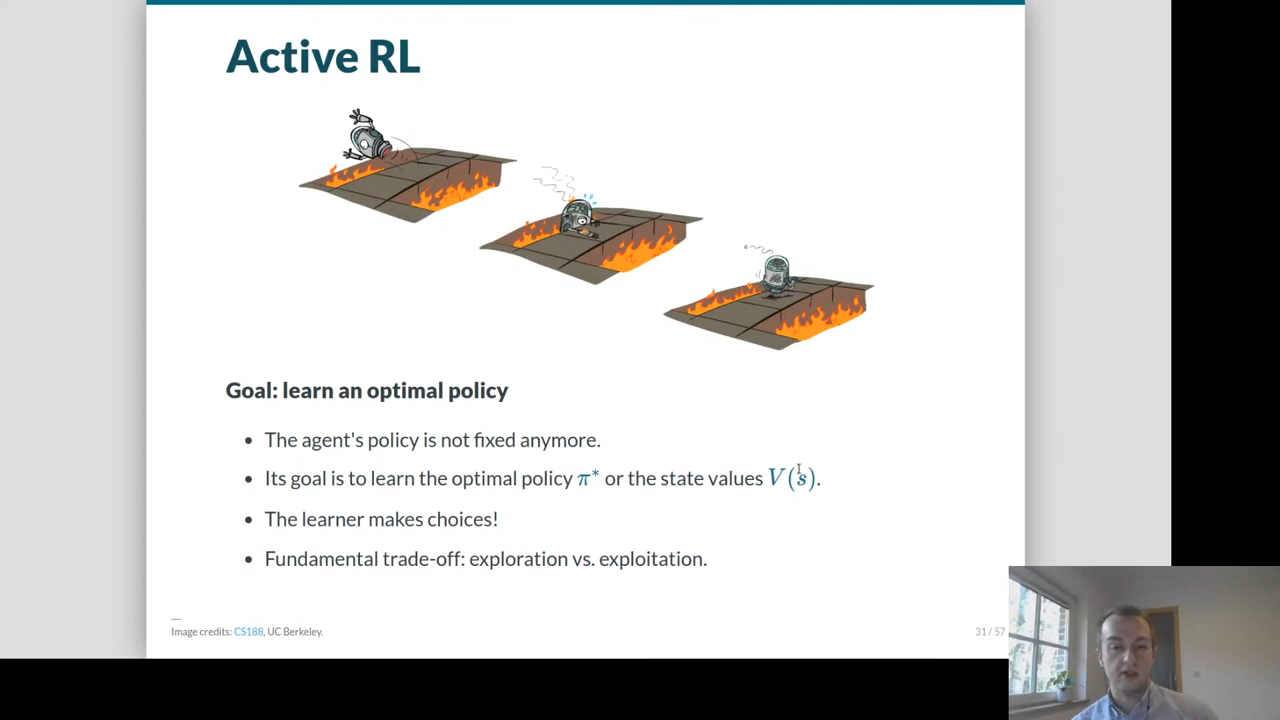 Active RL
Goal: learn an optimal policy
• The agent's policy is not fixed anymore.
• Its goal is to learn the optimal policy π* or the state values V(s).
• The learner makes choices!
• Fundamental trade-off: exploration vs. exploitation.
Image credits: CS188, UC Berkeley.
31 / 57